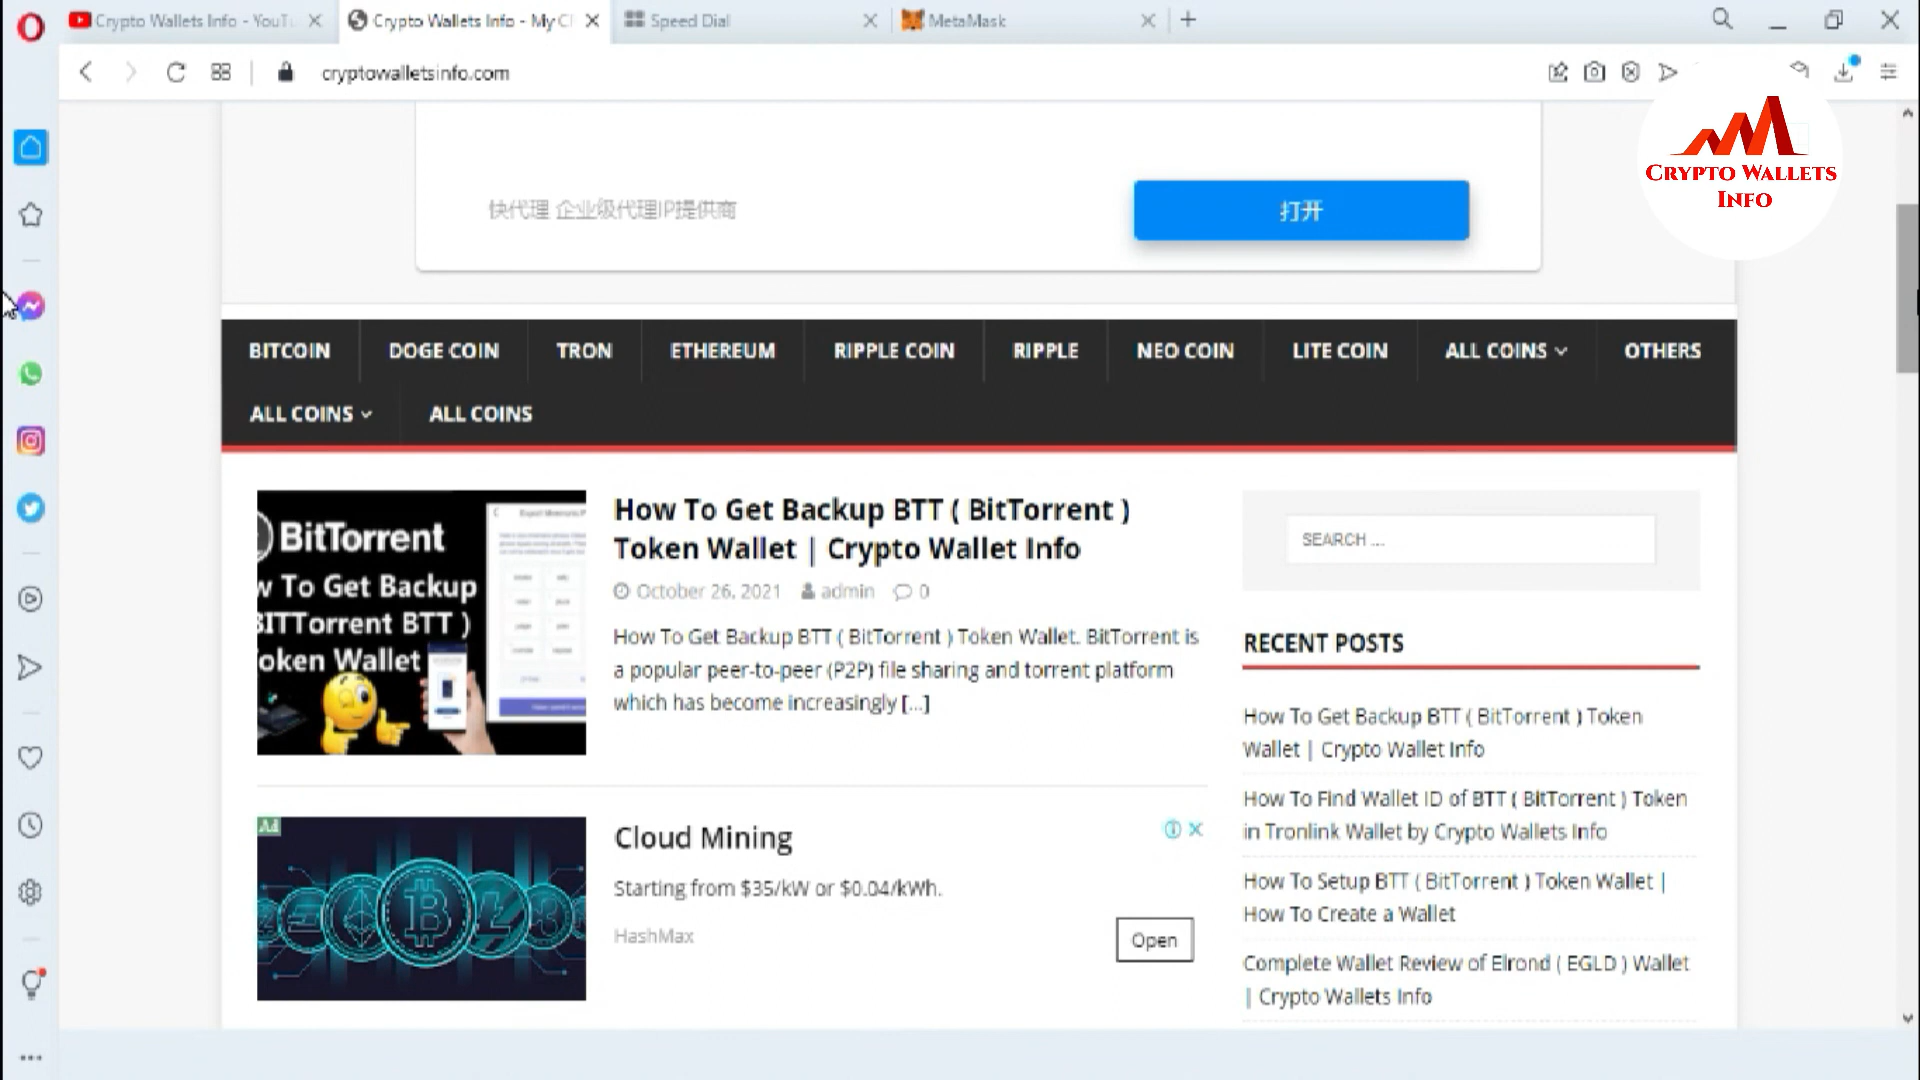 Crypto Wallets Info - YouTu
Crypto Wallets Info - My C
Speed Dial
MetaMask
cryptowalletsinfo.com
Crypto Wallets
Info
快代理 企业级代理IP提供商
打开
BITCOIN
DOGE COIN
TRON
ETHEREUM
RIPPLE COIN
RIPPLE
NEO COIN
LITE COIN
ALL COINS
OTHERS
ALL COINS
ALL COINS
BitTorrent
w To Get Backup
BITTorrent BTT )
oken Wallet
How To Get Backup BTT ( BitTorrent )
Token Wallet | Crypto Wallet Info
October 26, 2021 admin 0
How To Get Backup BTT ( BitTorrent ) Token Wallet. BitTorrent is
a popular peer-to-peer (P2P) file sharing and torrent platform
which has become increasingly [...]
SEARCH ...
RECENT POSTS
How To Get Backup BTT ( BitTorrent ) Token
Wallet | Crypto Wallet Info
How To Find Wallet ID of BTT ( BitTorrent ) Token
in Tronlink Wallet by Crypto Wallets Info
How To Setup BTT ( BitTorrent ) Token Wallet |
How To Create a Wallet
Complete Wallet Review of Elrond ( EGLD ) Wallet
| Crypto Wallets Info
Ad
Cloud Mining
Starting from $35/kW or $0.04/kWh.
HashMax
Open